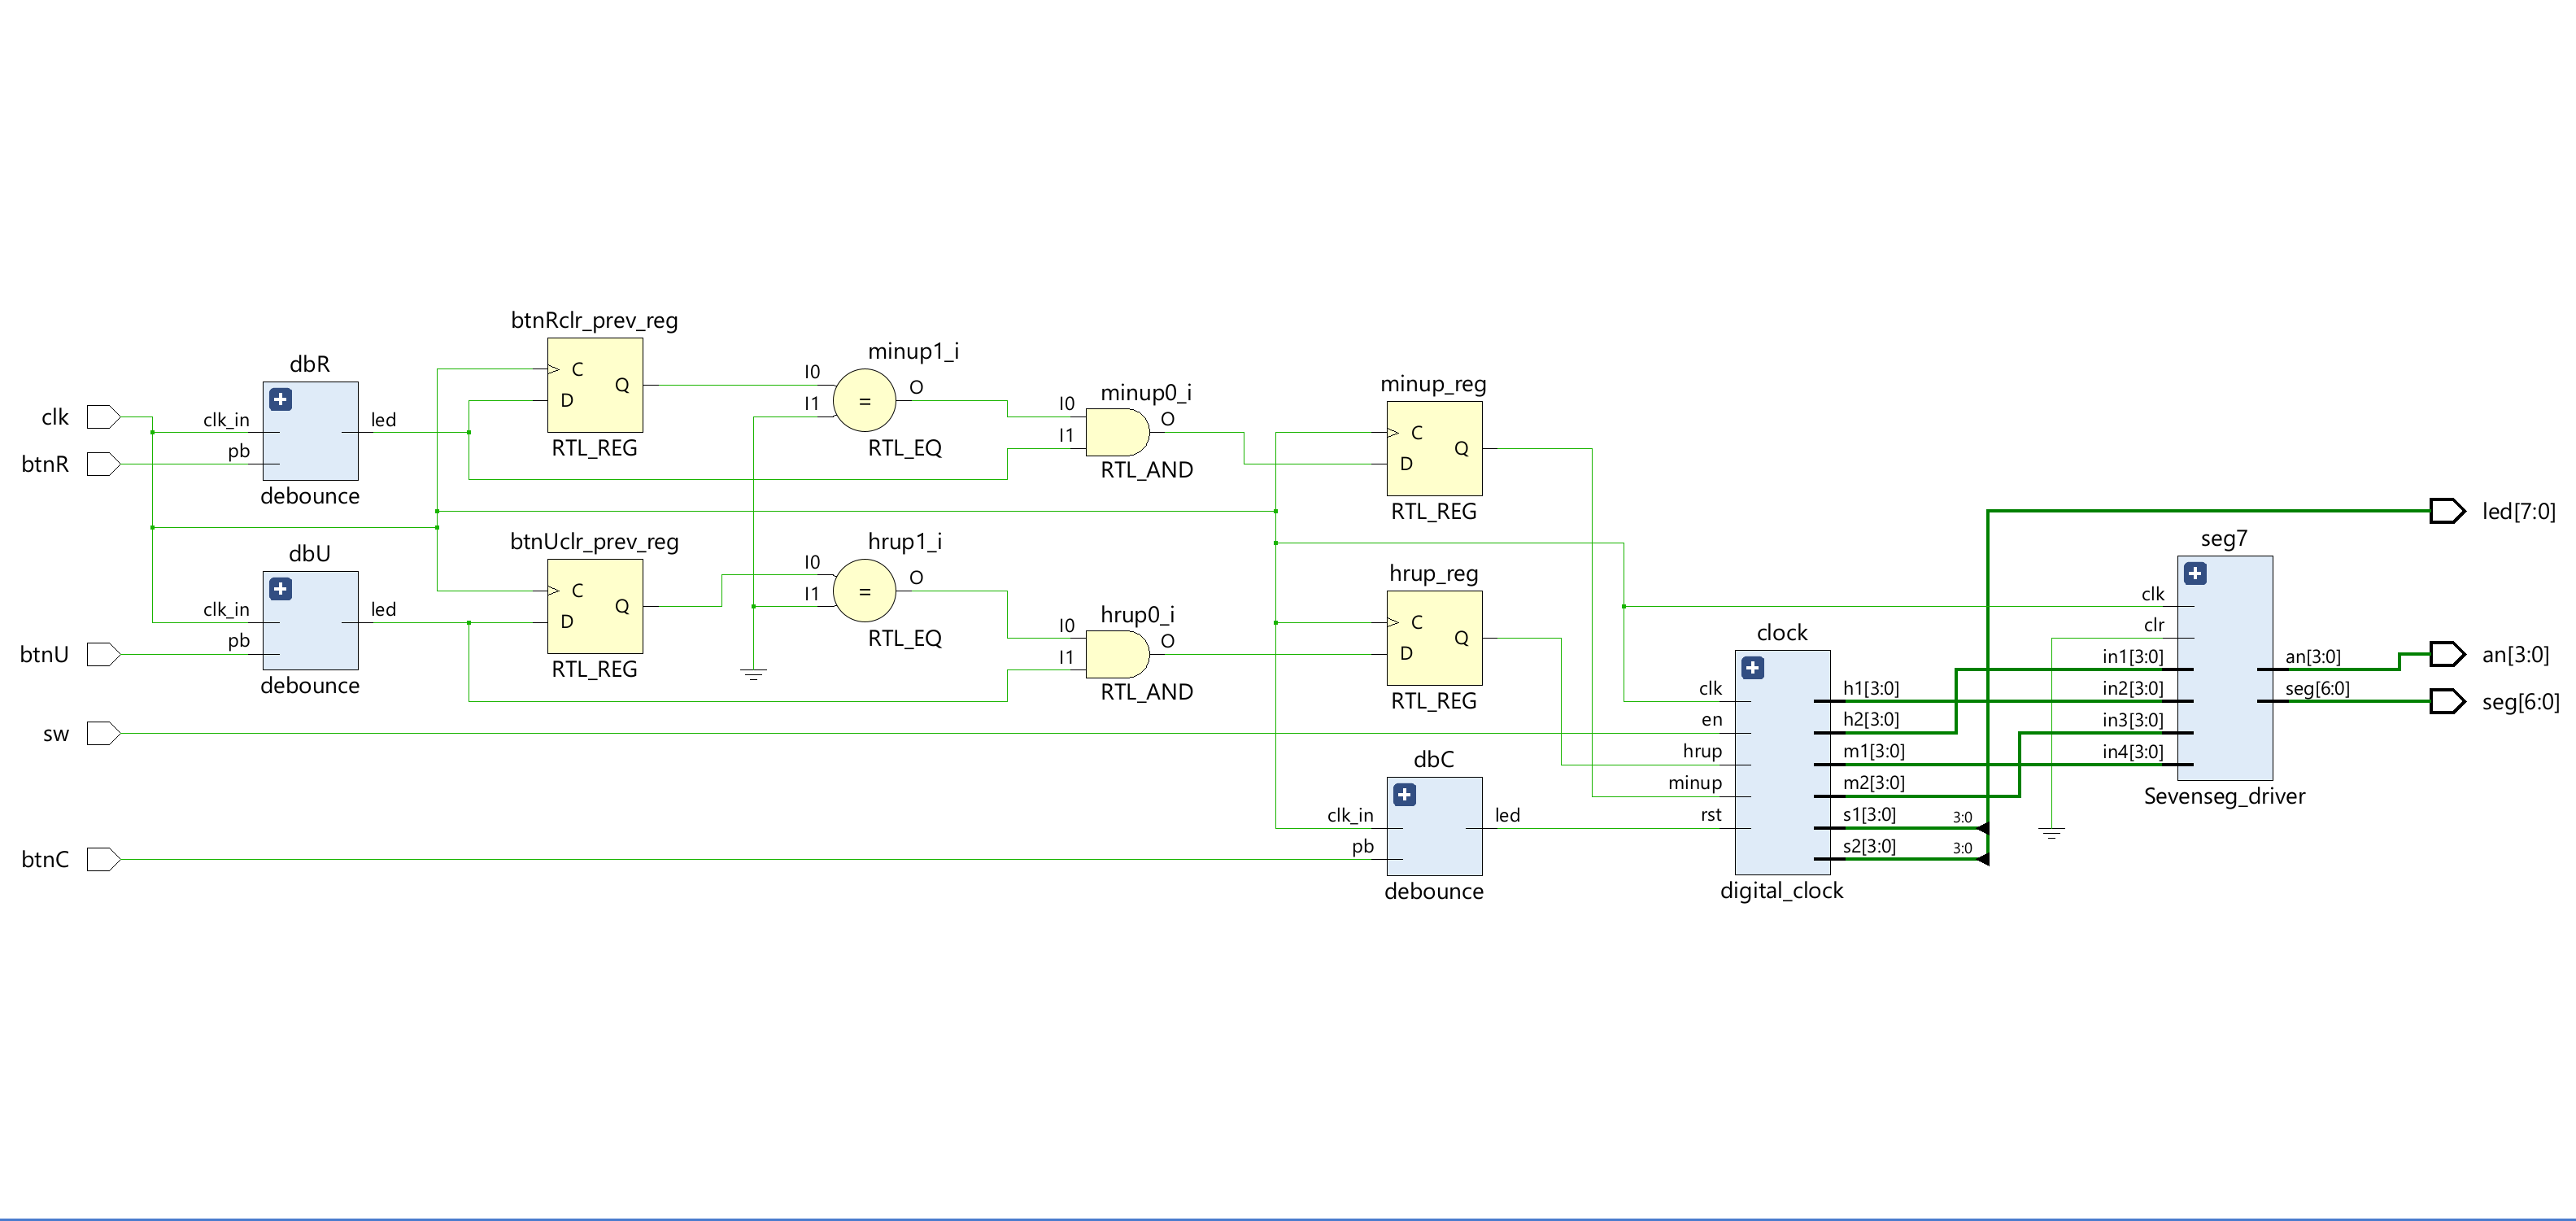 clk
btnR
btnU
sw
btnC
dbR
clk_in
pb
led
debounce
dbU
clk_in
pb
led
debounce
btnRclr_prev_reg
C
D
Q
RTL_REG
btnUclr_prev_reg
C
D
Q
RTL_REG
minup1_i
I0
I1
=
O
RTL_EQ
hrup1_i
I0
I1
=
O
RTL_EQ
minup0_i
I0
I1
O
RTL_AND
hrup0_i
I0
I1
O
RTL_AND
minup_reg
C
D
Q
RTL_REG
hrup_reg
C
D
Q
RTL_REG
dbC
clk_in
pb
led
debounce
clock
clk
en
hrup
minup
rst
h1[3:0]
h2[3:0]
m1[3:0]
m2[3:0]
s1[3:0]
s2[3:0]
digital_clock
3:0
3:0
seg7
clk
clr
in1[3:0]
in2[3:0]
in3[3:0]
in4[3:0]
an[3:0]
seg[6:0]
Sevenseg_driver
led[7:0]
an[3:0]
seg[6:0]